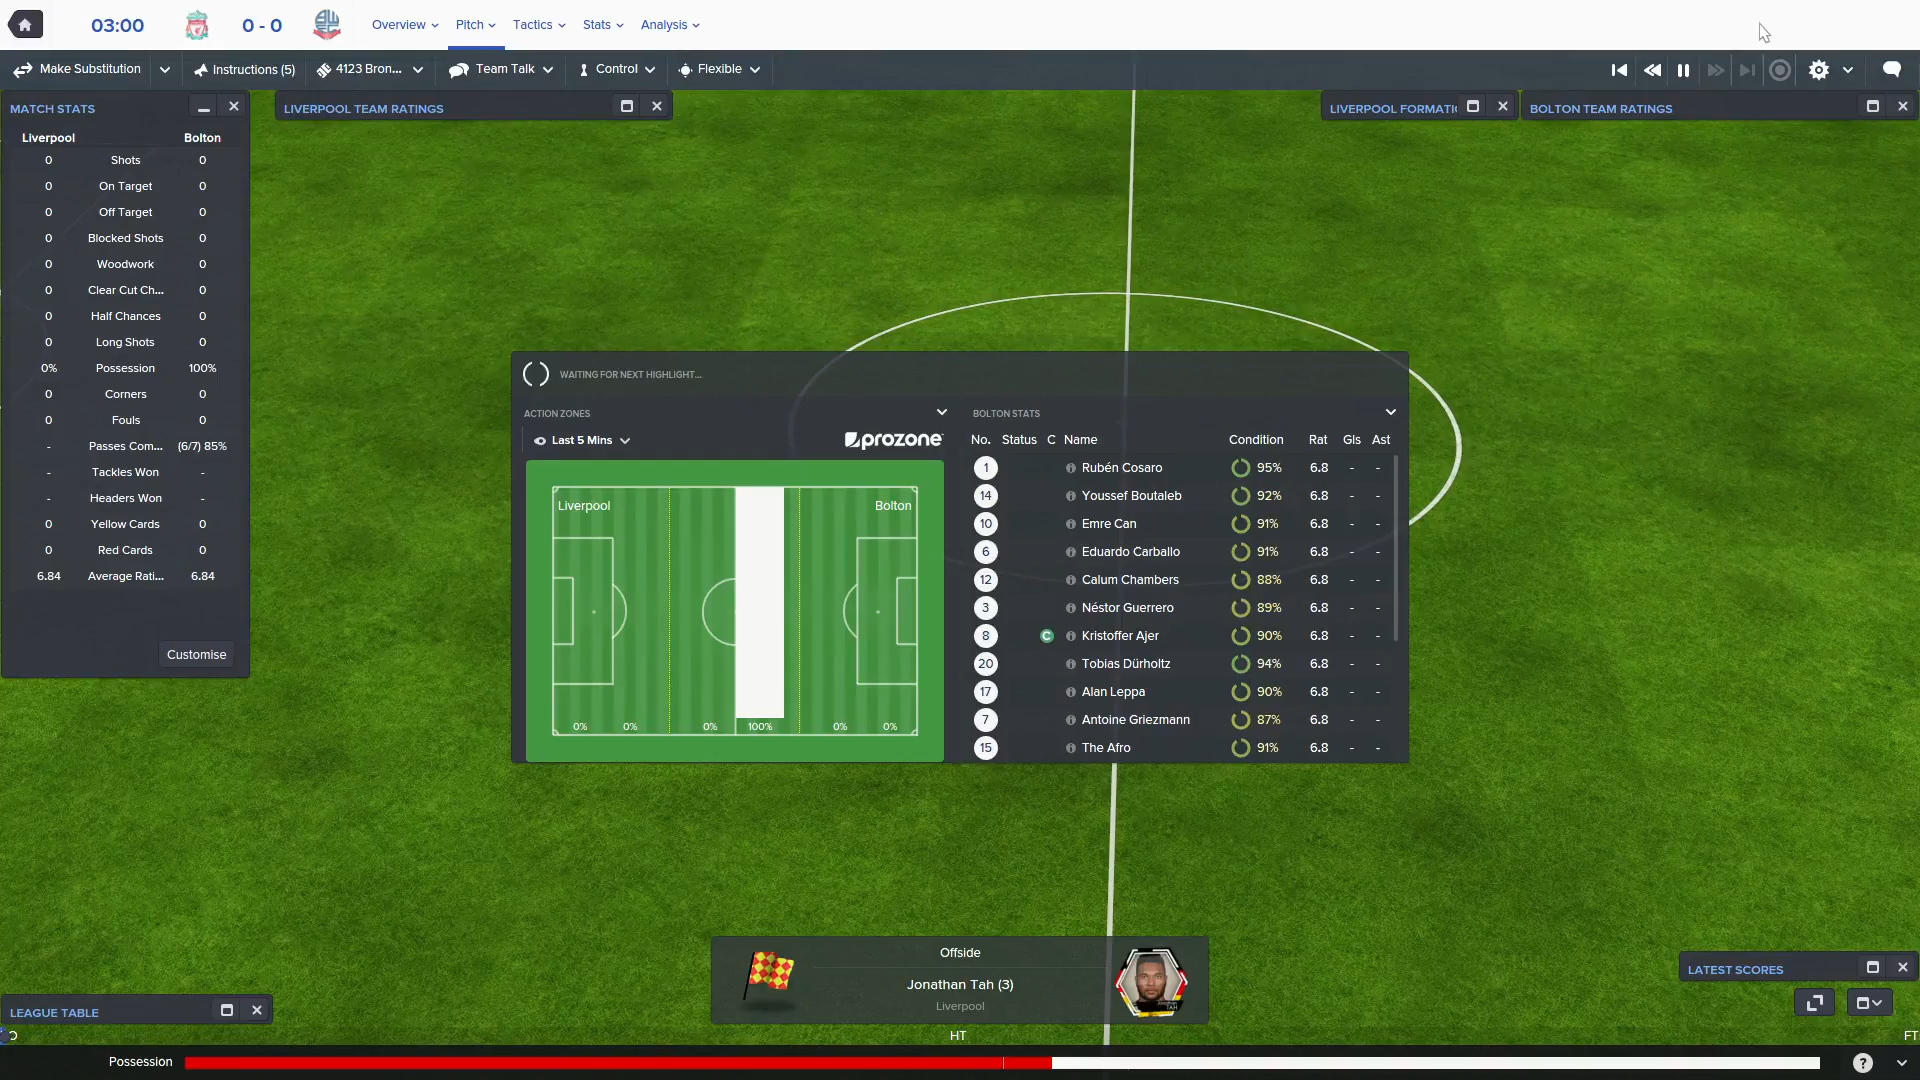 03:00
0 - 0
Overview
Pitch
Tactics
Stats
Analysis
Make Substitution
Instructions (5)
4123 Bron...
Team Talk
Control
Flexible
MATCH STATS
Liverpool Bolton
0 Shots 0
0 On Target 0
0 Off Target 0
0 Blocked Shots 0
0 Woodwork 0
0 Clear Cut Ch... 0
0 Half Chances 0
0 Long Shots 0
0% Possession 100%
0 Corners 0
0 Fouls 0
- Passes Com... (6/7) 85%
- Tackles Won -
- Headers Won -
0 Yellow Cards 0
0 Red Cards 0
6.84 Average Rati... 6.84
Customise
LIVERPOOL TEAM RATINGS
LIVERPOOL FORMATI
BOLTON TEAM RATINGS
WAITING FOR NEXT HIGHLIGHT...
ACTION ZONES
Last 5 Mins
prozone
Liverpool Bolton
0% 0% 0% 100% 0% 0%
BOLTON STATS
No. Status C Name Condition Rat Gls Ast
1 Rubén Cosaro 95% 6.8 - -
14 Youssef Boutaleb 92% 6.8 - -
10 Emre Can 91% 6.8 - -
6 Eduardo Carballo 91% 6.8 - -
12 Calum Chambers 88% 6.8 - -
3 Néstor Guerrero 89% 6.8 - -
8 C Kristoffer Ajer 90% 6.8 - -
20 Tobias Dürholtz 94% 6.8 - -
17 Alan Leppa 90% 6.8 - -
7 Antoine Griezmann 87% 6.8 - -
15 The Afro 91% 6.8 - -
Offside
Jonathan Tah (3)
Liverpool
LATEST SCORES
LEAGUE TABLE
HT
FT
Possession
?